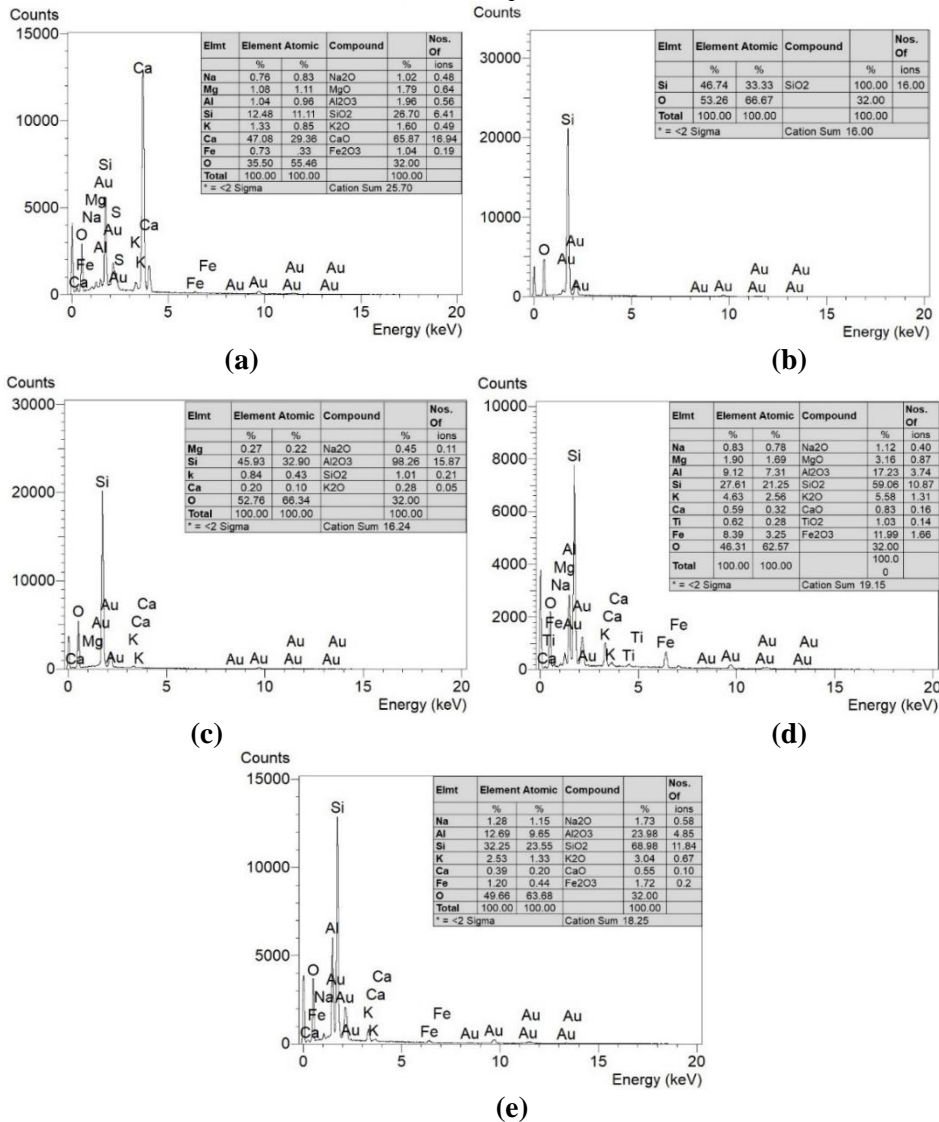 Counts
15000
10000
5000
0
Elmt Element Atomic Compound Nos. Of
% % % ions
Na 0.76 0.83 Na2O 1.02 0.48
Mg 1.08 1.11 MgO 1.79 0.64
Al 1.04 0.96 Al2O3 1.96 0.56
Si 12.48 11.11 SiO2 26.70 6.41
K 1.33 0.85 K2O 1.60 0.49
Ca 47.08 29.36 CaO 65.87 16.94
Fe 0.73 .33 Fe2O3 1.04 0.19
O 35.50 55.46 32.00
Total 100.00 100.00 100.00
* = <2 Sigma Cation Sum 25.70
Ca
Si
Au
Mg S
Na Au Ca
O Al K
Fe S K Fe Au Au
Ca Au Fe Au Au Au Au
0 5 10 15 20
Energy (keV)
(a)
30000
20000
10000
0
Elmt Element Atomic Compound Nos. Of
% % % ions
Si 46.74 33.33 SiO2 100.00 16.00
O 53.26 66.67 32.00
Total 100.00 100.00 100.00
* = <2 Sigma Cation Sum 16.00
Si
O Au
Au Au Au
Au Au Au Au Au
0 5 10 15 20
Energy (keV)
(b)
Counts
30000
20000
10000
0
Elmt Element Atomic Compound Nos. Of
% % % ions
Mg 0.27 0.22 Na2O 0.45 0.11
Si 45.93 32.90 Al2O3 98.26 15.87
k 0.84 0.43 SiO2 1.01 0.21
Ca 0.20 0.10 K2O 0.28 0.05
O 52.76 66.34 32.00
Total 100.00 100.00 100.00
* = <2 Sigma Cation Sum 16.24
Si
O Au Ca
Au Ca
Mg K Au Au
Ca Au K Au Au Au Au
0 5 10 15 20
Energy (keV)
(c)
Counts
10000
8000
6000
4000
2000
0
Elmt Element Atomic Compound Nos. Of
% % % ions
Na 0.83 0.78 Na2O 1.12 0.40
Mg 1.90 1.69 MgO 3.16 0.87
Al 9.12 7.31 Al2O3 17.23 3.74
Si 27.61 21.25 SiO2 59.06 10.87
K 4.63 2.56 K2O 5.58 1.31
Ca 0.59 0.32 CaO 0.83 0.16
Ti 0.62 0.28 TiO2 1.03 0.14
Fe 8.39 3.25 Fe2O3 11.99 1.66
O 46.31 62.57 32.00
Total 100.00 100.00 100.00
* = <2 Sigma Cation Sum 19.15
Si
Al
Mg
O Na Au Ca
Fe Au Ca Fe
Ti K Ti Fe Au Au
Ca Au K Ti Au Au Au Au
0 5 10 15 20
Energy (keV)
(d)
Counts
15000
10000
5000
0
Elmt Element Atomic Compound Nos. Of
% % % ions
Na 1.28 1.15 Na2O 1.73 0.58
Al 12.69 9.65 Al2O3 23.98 4.85
Si 32.25 23.55 SiO2 68.98 11.84
K 2.53 1.33 K2O 3.04 0.67
Ca 0.39 0.20 CaO 0.55 0.10
Fe 1.20 0.44 Fe2O3 1.72 0.2
O 49.66 63.68 32.00
Total 100.00 100.00 100.00
* = <2 Sigma Cation Sum 18.25
Si
Al
O Au Ca
Na Au Ca
Fe K Fe Au Au
Ca Au K Fe Au Au Au Au
0 5 10 15 20
Energy (keV)
(e)